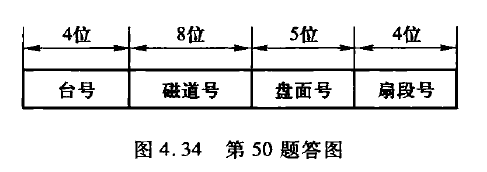 4位 8位 5位 4位
台号 磁道号 盘面号 扇段号
图 4.34 第 50 题答图